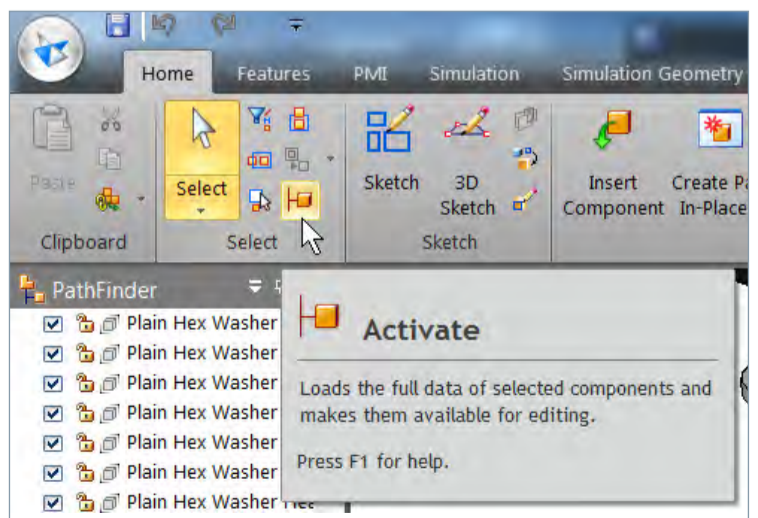 Home Features PMI Simulation Simulation Geometry
Paste Select Sketch 3D Sketch Insert Component Create Pa In-Place
Clipboard Select Sketch
PathFinder
Plain Hex Washer
Plain Hex Washer
Plain Hex Washer
Plain Hex Washer
Plain Hex Washer
Plain Hex Washer
Plain Hex Washer
Activate
Loads the full data of selected components and
makes them available for editing.
Press F1 for help.